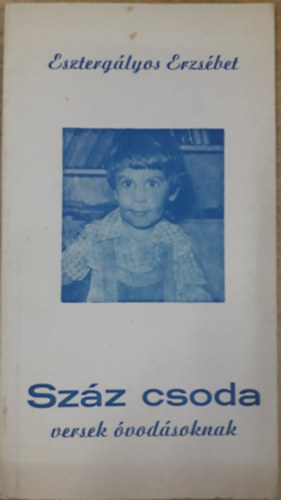 Esztergályos Erzsébet
Száz csoda
versek óvodásoknak